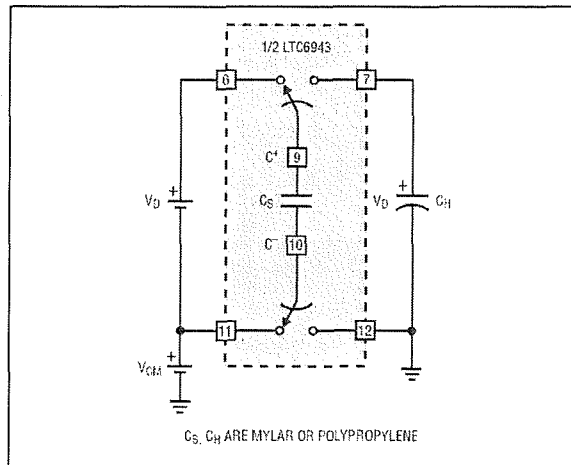 1/2 LTC6943
6
7
C+
9
+
VD
CS
+
VD
CH
C−
10
11
12
+
VCM
CS, CH ARE MYLAR OR POLYPROPYLENE